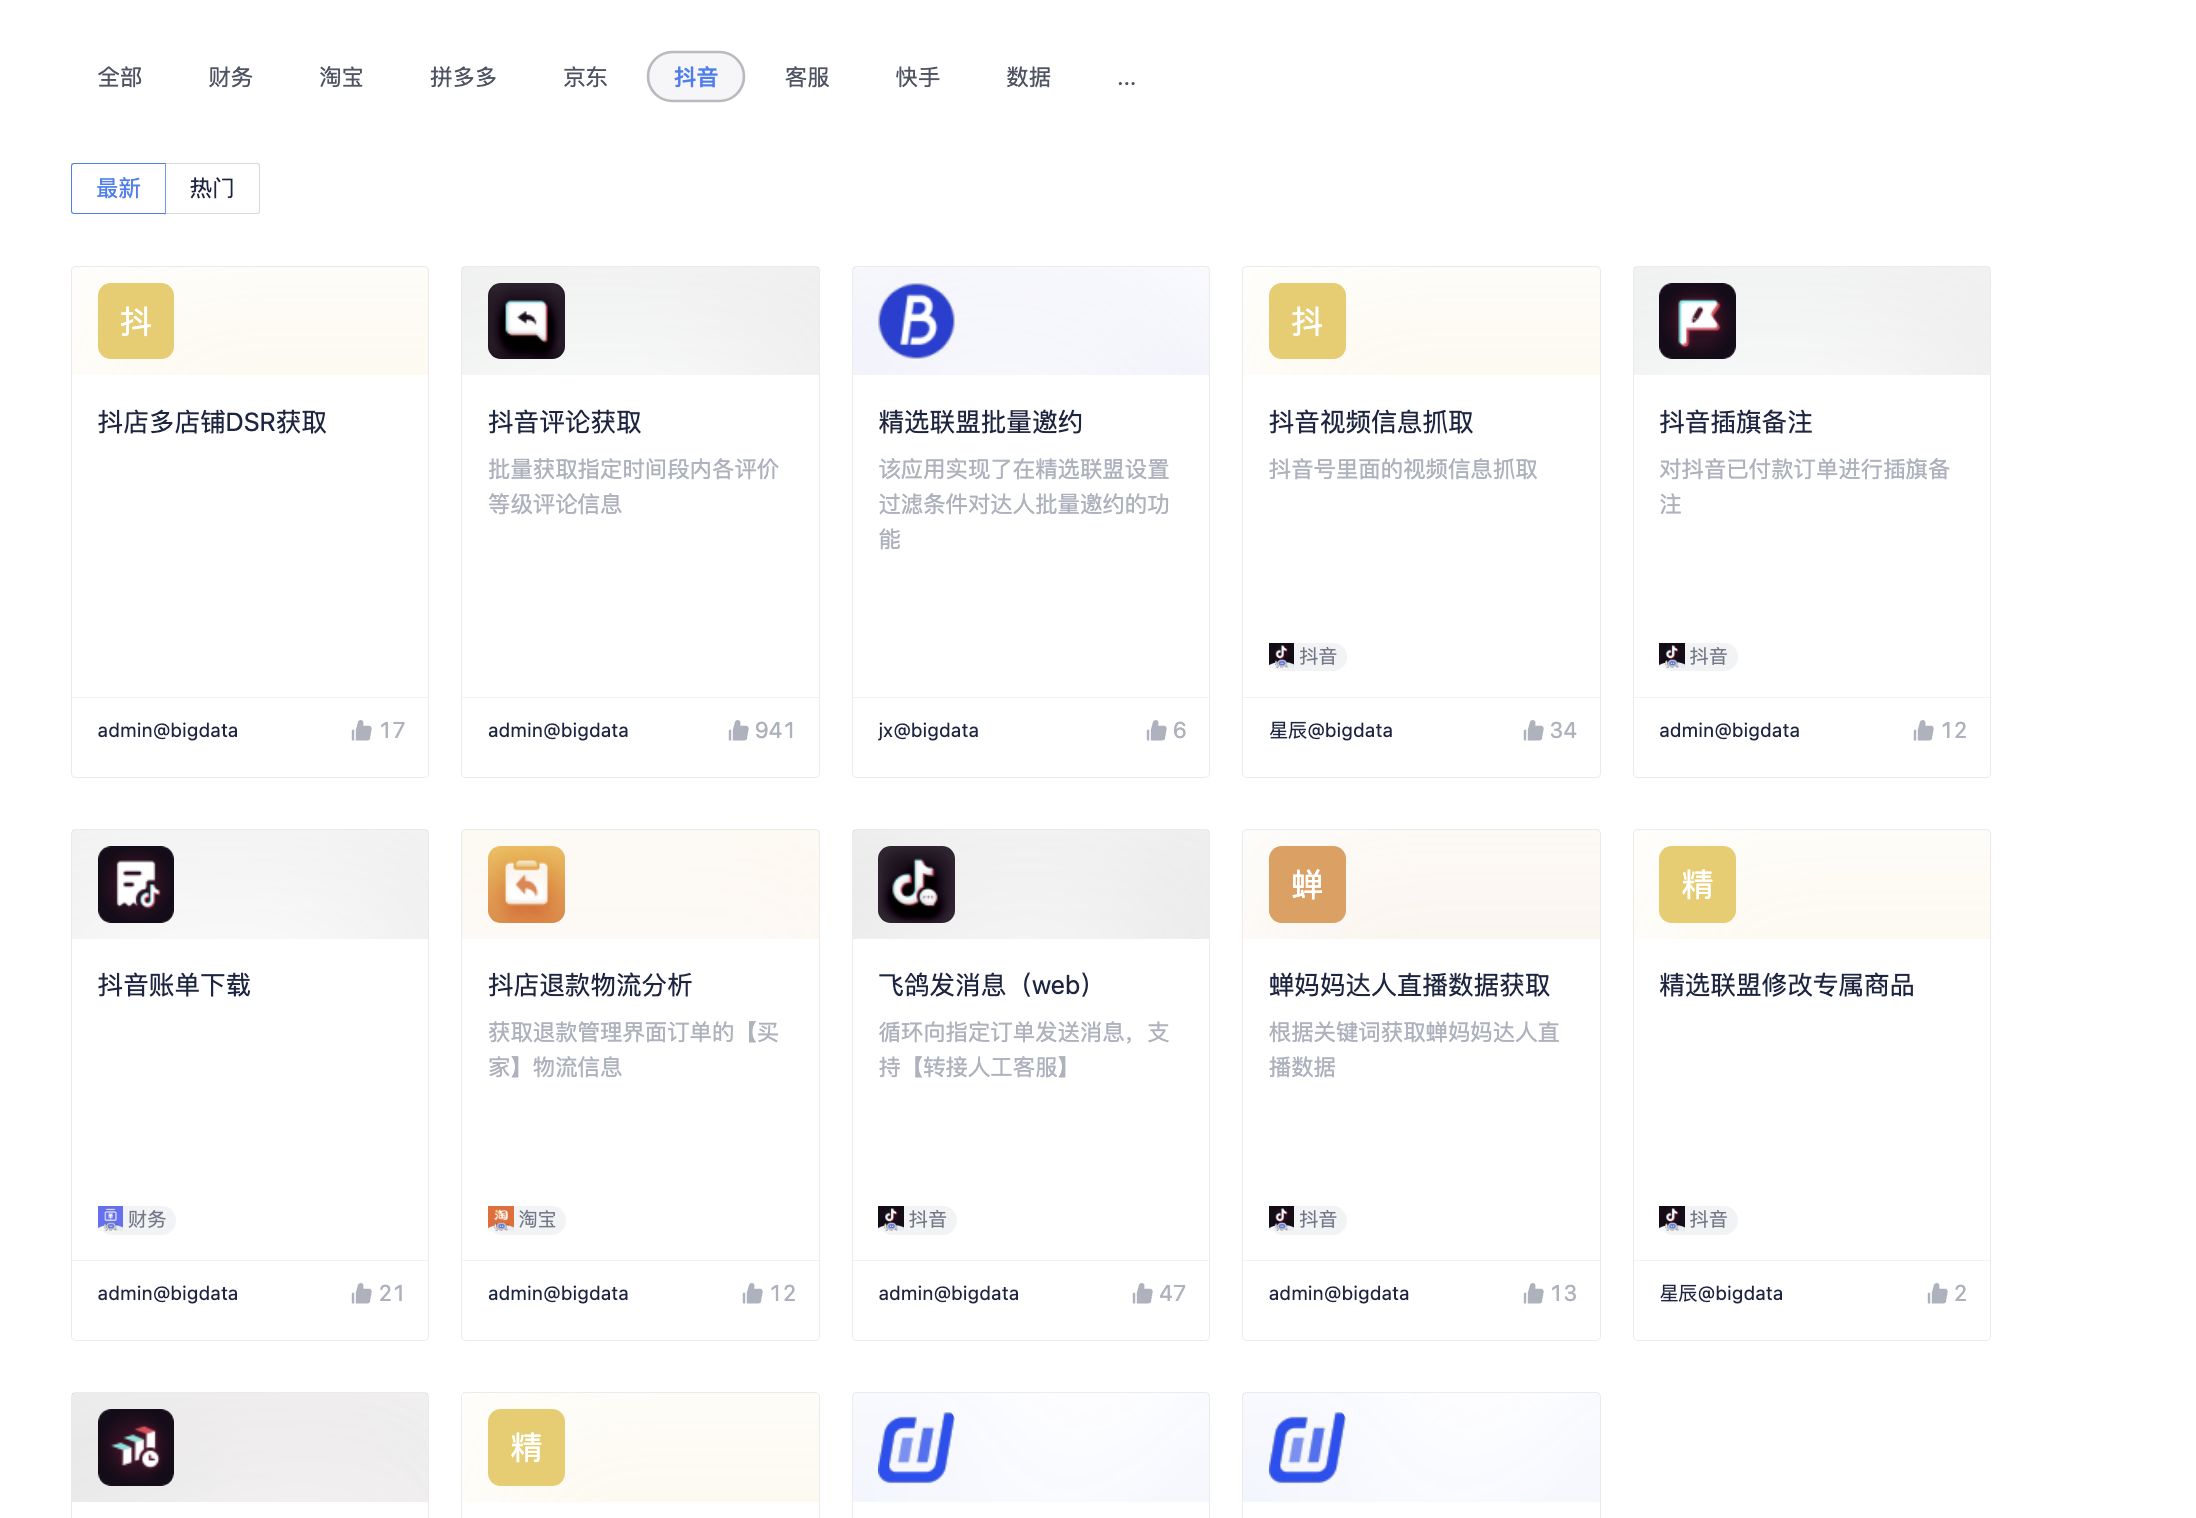 全部 财务 淘宝 拼多多 京东 抖音 客服 快手 数据 ...
最新 热门
抖
抖店多店铺DSR获取
admin@bigdata 17
抖音评论获取
批量获取指定时间段内各评价
等级评论信息
admin@bigdata 941
B
精选联盟批量邀约
该应用实现了在精选联盟设置
过滤条件对达人批量邀约的功
能
jx@bigdata 6
抖
抖音视频信息抓取
抖音号里面的视频信息抓取
抖音
星辰@bigdata 34
抖音插旗备注
对抖音已付款订单进行插旗备
注
抖音
admin@bigdata 12
抖音账单下载
财务
admin@bigdata 21
抖店退款物流分析
获取退款管理界面订单的【买
家】物流信息
淘 淘宝
admin@bigdata 12
飞鸽发消息（web）
循环向指定订单发送消息，支
持【转接人工客服】
抖音
admin@bigdata 47
蝉
蝉妈妈达人直播数据获取
根据关键词获取蝉妈妈达人直
播数据
抖音
admin@bigdata 13
精
精选联盟修改专属商品
抖音
星辰@bigdata 2
精